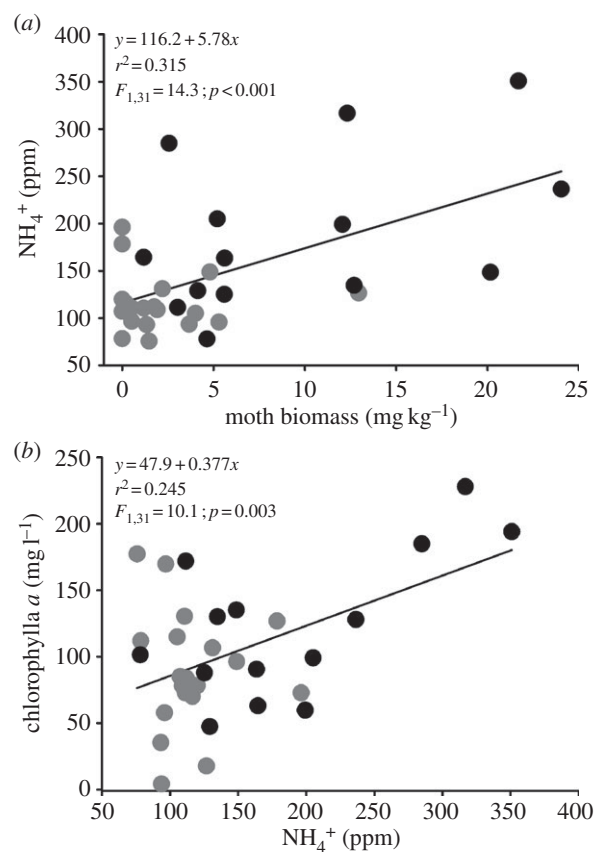 (a)
400
350
300
250
200
150
100
50
NH₄⁺ (ppm)
y=116.2+5.78x
r²=0.315
F₁,₃₁=14.3; p<0.001
0 5 10 15 20 25
moth biomass (mg kg⁻¹)
(b)
250
200
150
100
50
0
chlorophylla a (mg l⁻¹)
y=47.9+0.377x
r²=0.245
F₁,₃₁=10.1; p=0.003
50 100 150 200 250 300 350 400
NH₄⁺ (ppm)